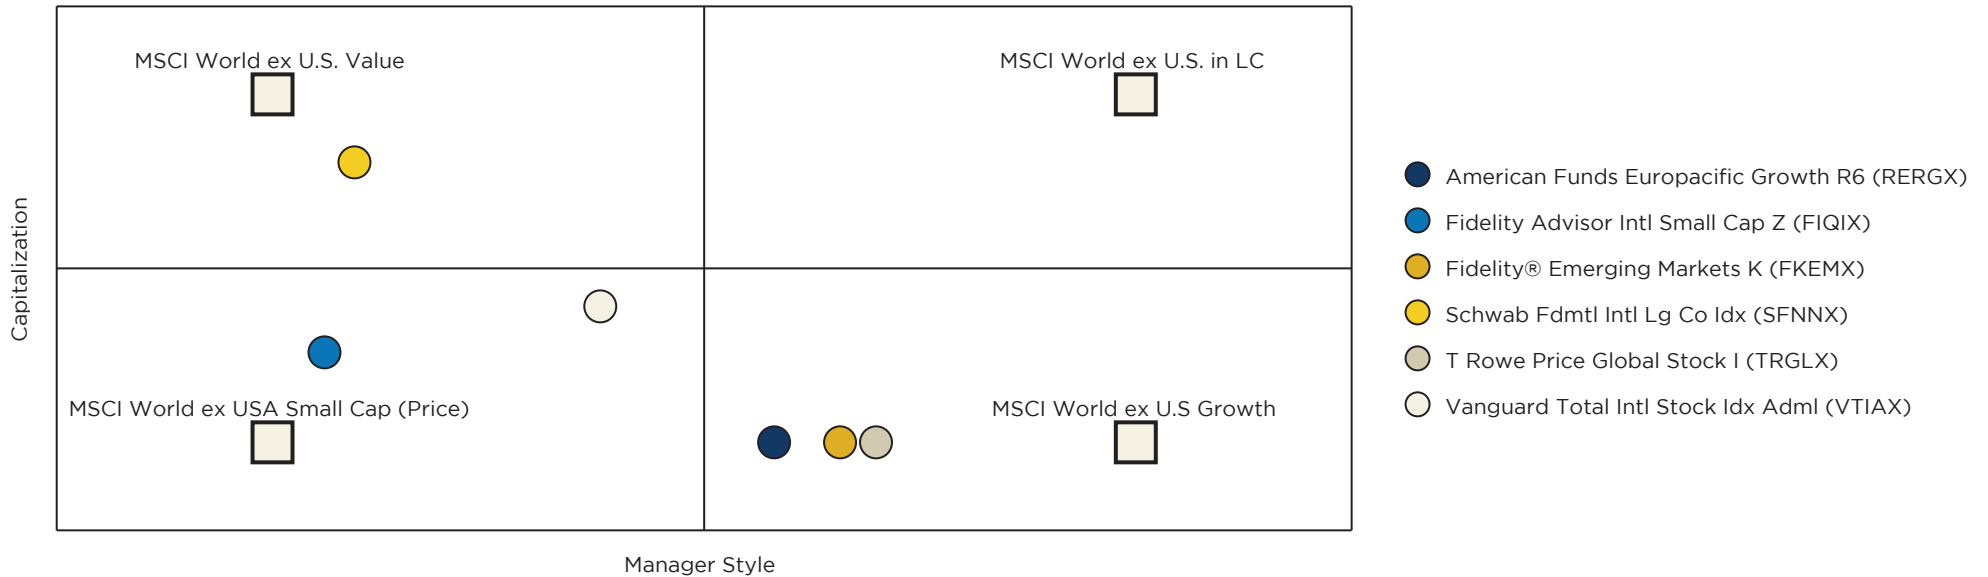 MSCI World ex U.S. Value
MSCI World ex U.S. in LC
Capitalization
MSCI World ex USA Small Cap (Price)
MSCI World ex U.S Growth
Manager Style
American Funds Europacific Growth R6 (RERGX)
Fidelity Advisor Intl Small Cap Z (FIQIX)
Fidelity® Emerging Markets K (FKEMX)
Schwab Fdmtl Intl Lg Co Idx (SFNNX)
T Rowe Price Global Stock I (TRGLX)
Vanguard Total Intl Stock Idx Adml (VTIAX)